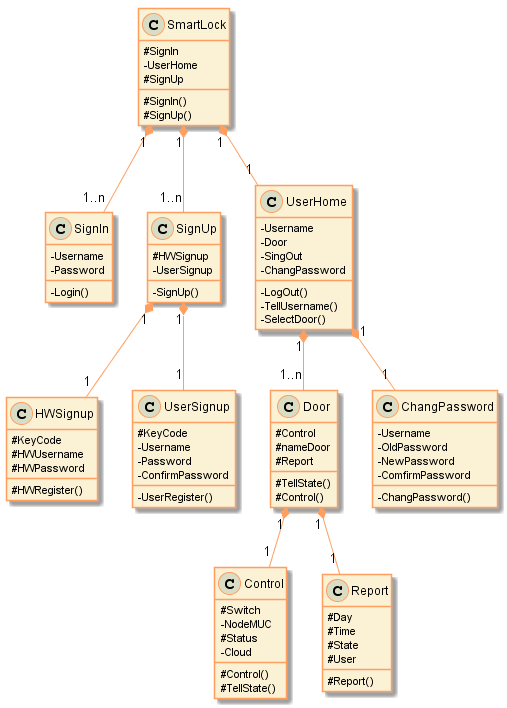 C SmartLock
#SignIn
-UserHome
#SignUp
#SignIn()
#SignUp()
1 1 1
1..n 1..n 1
C SignIn
-Username
-Password
-Login()
C SignUp
#HWSignup
-UserSignup
-SignUp()
C UserHome
-Username
-Door
-SingOut
-ChangPassword
-LogOut()
-TellUsername()
-SelectDoor()
1 1 1 1
1 1 1..n 1
C HWSignup
#KeyCode
#HWUsername
#HWPassword
#HWRegister()
C UserSignup
#KeyCode
-Username
-Password
-ConfirmPassword
-UserRegister()
C Door
#Control
#nameDoor
#Report
#TellState()
#Control()
C ChangPassword
-Username
-OldPassword
-NewPassword
-ComfirmPassword
-ChangPassword()
1 1
1 1
C Control
#Switch
-NodeMUC
#Status
-Cloud
#Control()
#TellState()
C Report
#Day
#Time
#State
#User
#Report()